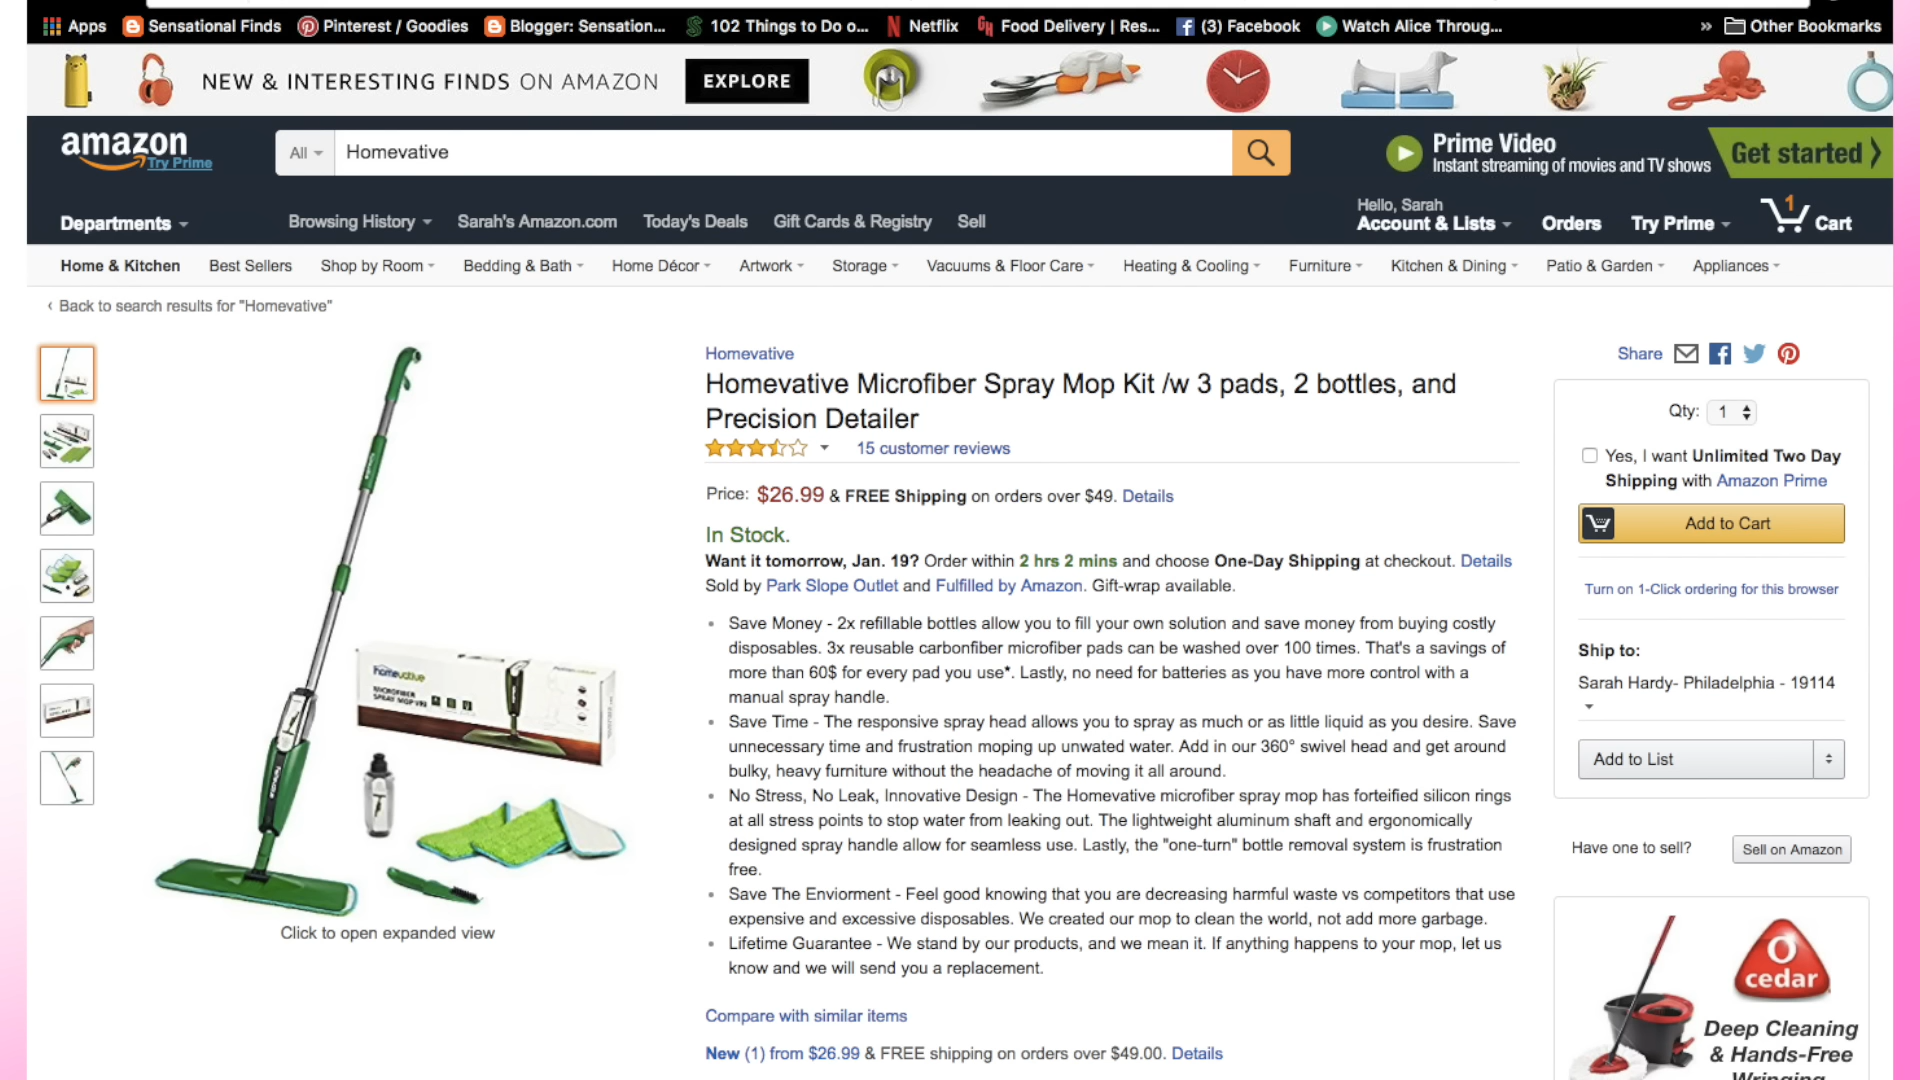 Apps Sensational Finds Pinterest / Goodies Blogger: Sensation... 102 Things to Do o... Netflix Food Delivery | Res... (3) Facebook Watch Alice Throug... » Other Bookmarks
NEW & INTERESTING FINDS ON AMAZON EXPLORE
amazon
Try Prime
All Homevative
Prime Video
Instant streaming of movies and TV shows
Get started
Departments Browsing History Sarah's Amazon.com Today's Deals Gift Cards & Registry Sell
Hello, Sarah
Account & Lists Orders Try Prime 1 Cart
Home & Kitchen Best Sellers Shop by Room Bedding & Bath Home Décor Artwork Storage Vacuums & Floor Care Heating & Cooling Furniture Kitchen & Dining Patio & Garden Appliances
‹ Back to search results for "Homevative"
homevative
MICROFIBER
SPRAY MOP KIT
Click to open expanded view
Homevative
Homevative Microfiber Spray Mop Kit /w 3 pads, 2 bottles, and
Precision Detailer
15 customer reviews
Price: $26.99 & FREE Shipping on orders over $49. Details
In Stock.
Want it tomorrow, Jan. 19? Order within 2 hrs 2 mins and choose One-Day Shipping at checkout. Details
Sold by Park Slope Outlet and Fulfilled by Amazon. Gift-wrap available.
• Save Money - 2x refillable bottles allow you to fill your own solution and save money from buying costly
disposables. 3x reusable carbonfiber microfiber pads can be washed over 100 times. That's a savings of
more than 60$ for every pad you use*. Lastly, no need for batteries as you have more control with a
manual spray handle.
• Save Time - The responsive spray head allows you to spray as much or as little liquid as you desire. Save
unnecessary time and frustration moping up unwated water. Add in our 360° swivel head and get around
bulky, heavy furniture without the headache of moving it all around.
• No Stress, No Leak, Innovative Design - The Homevative microfiber spray mop has forteified silicon rings
at all stress points to stop water from leaking out. The lightweight aluminum shaft and ergonomically
designed spray handle allow for seamless use. Lastly, the "one-turn" bottle removal system is frustration
free.
• Save The Enviorment - Feel good knowing that you are decreasing harmful waste vs competitors that use
expensive and excessive disposables. We created our mop to clean the world, not add more garbage.
• Lifetime Guarantee - We stand by our products, and we mean it. If anything happens to your mop, let us
know and we will send you a replacement.
Compare with similar items
New (1) from $26.99 & FREE shipping on orders over $49.00. Details
Share
Qty: 1
Yes, I want Unlimited Two Day
Shipping with Amazon Prime
Add to Cart
Turn on 1-Click ordering for this browser
Ship to:
Sarah Hardy- Philadelphia - 19114
Add to List
Have one to sell? Sell on Amazon
O
cedar
Deep Cleaning
& Hands-Free
Wringing